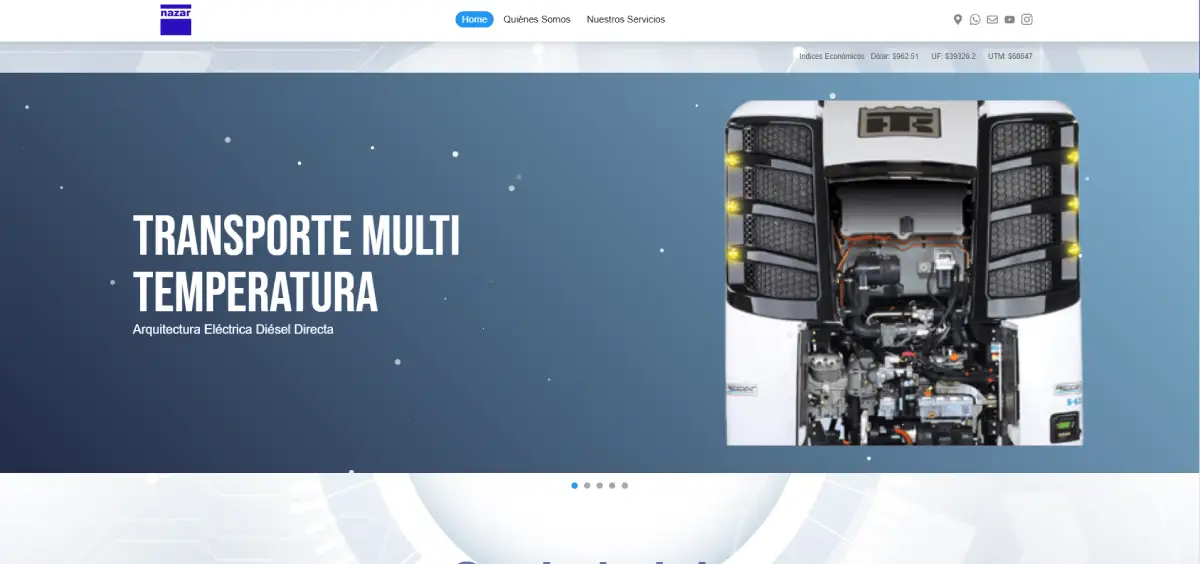 nazar
Home
Quiénes Somos
Nuestros Servicios
Indices Económicos Dólar: $962.51 UF: $39326.2 UTM: $68647
TRANSPORTE MULTI
TEMPERATURA
Arquitectura Eléctrica Diésel Directa